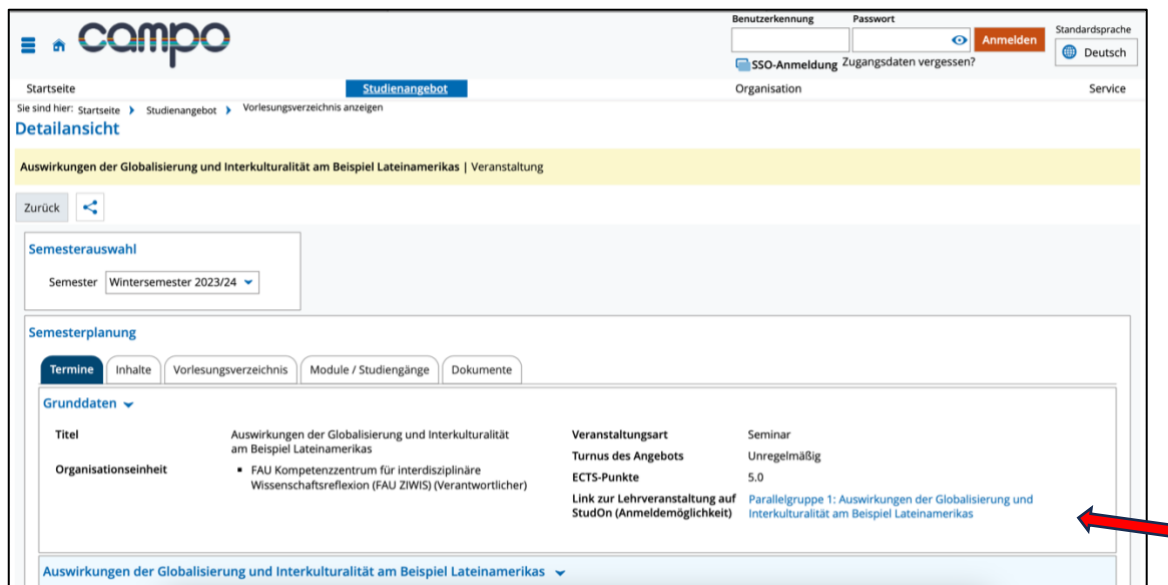 Benutzerkennung Passwort
Standardsprache
campo
Anmelden
Deutsch
SSO-Anmeldung Zugangsdaten vergessen?
Startseite Studienangebot Organisation Service
Sie sind hier: Startseite Studienangebot Vorlesungsverzeichnis anzeigen
Detailansicht
Auswirkungen der Globalisierung und Interkulturalität am Beispiel Lateinamerikas | Veranstaltung
Zurück
Semesterauswahl
Semester Wintersemester 2023/24
Semesterplanung
Termine Inhalte Vorlesungsverzeichnis Module / Studiengänge Dokumente
Grunddaten
Titel
Auswirkungen der Globalisierung und Interkulturalität
am Beispiel Lateinamerikas
Organisationseinheit
FAU Kompetenzzentrum für interdisziplinäre
Wissenschaftsreflexion (FAU ZIWIS) (Verantwortlicher)
Veranstaltungsart Seminar
Turnus des Angebots Unregelmäßig
ECTS-Punkte 5.0
Link zur Lehrveranstaltung auf
StudOn (Anmeldemöglichkeit)
Parallelgruppe 1: Auswirkungen der Globalisierung und
Interkulturalität am Beispiel Lateinamerikas
Auswirkungen der Globalisierung und Interkulturalität am Beispiel Lateinamerikas